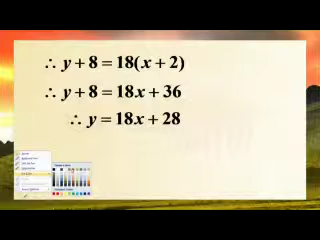 ∴ y + 8 = 18(x + 2)
∴ y + 8 = 18x + 36
∴ y = 18x + 28